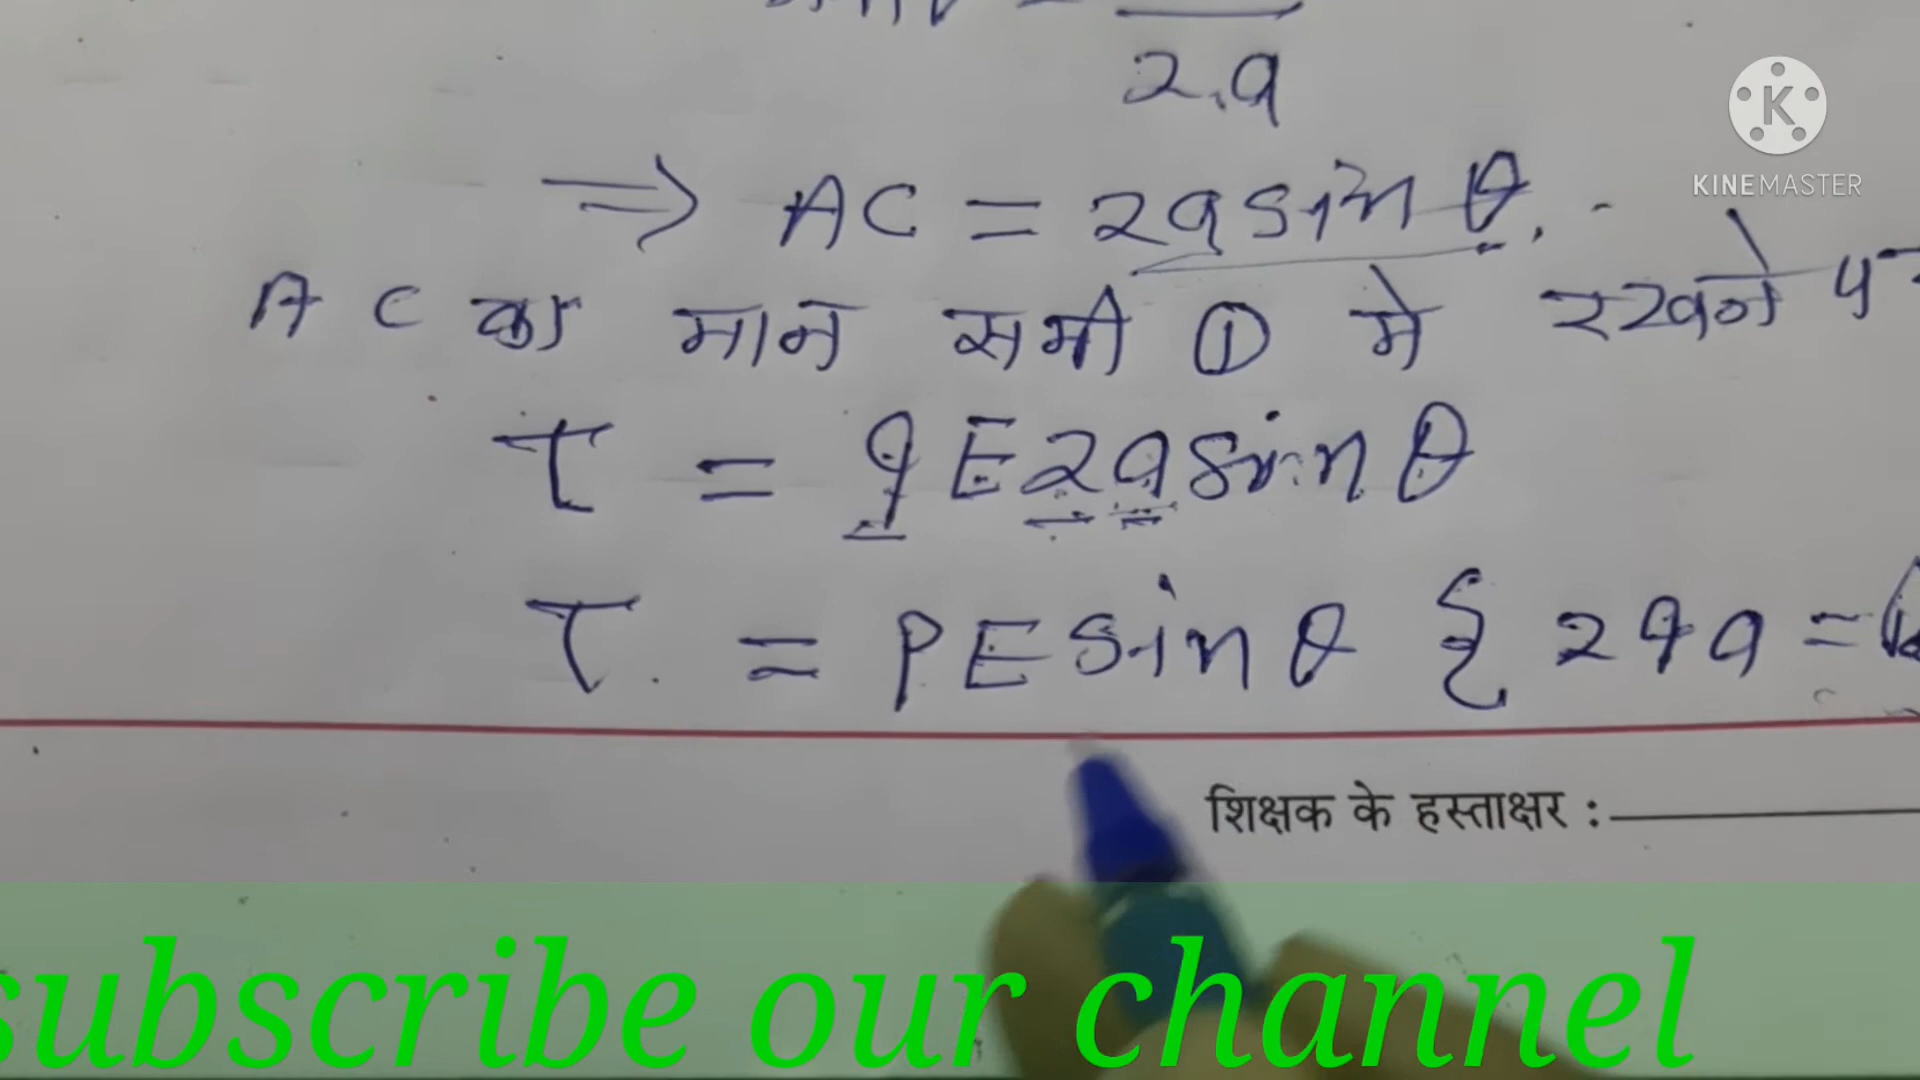 2a
⇒ AC = 2a sin θ.
AC का मान समी ① मे रखने पर
τ = qE2a sin θ
τ = PE sin θ { 2qa =
शिक्षक के हस्ताक्षर :
subscribe our channel
K
KINEMASTER